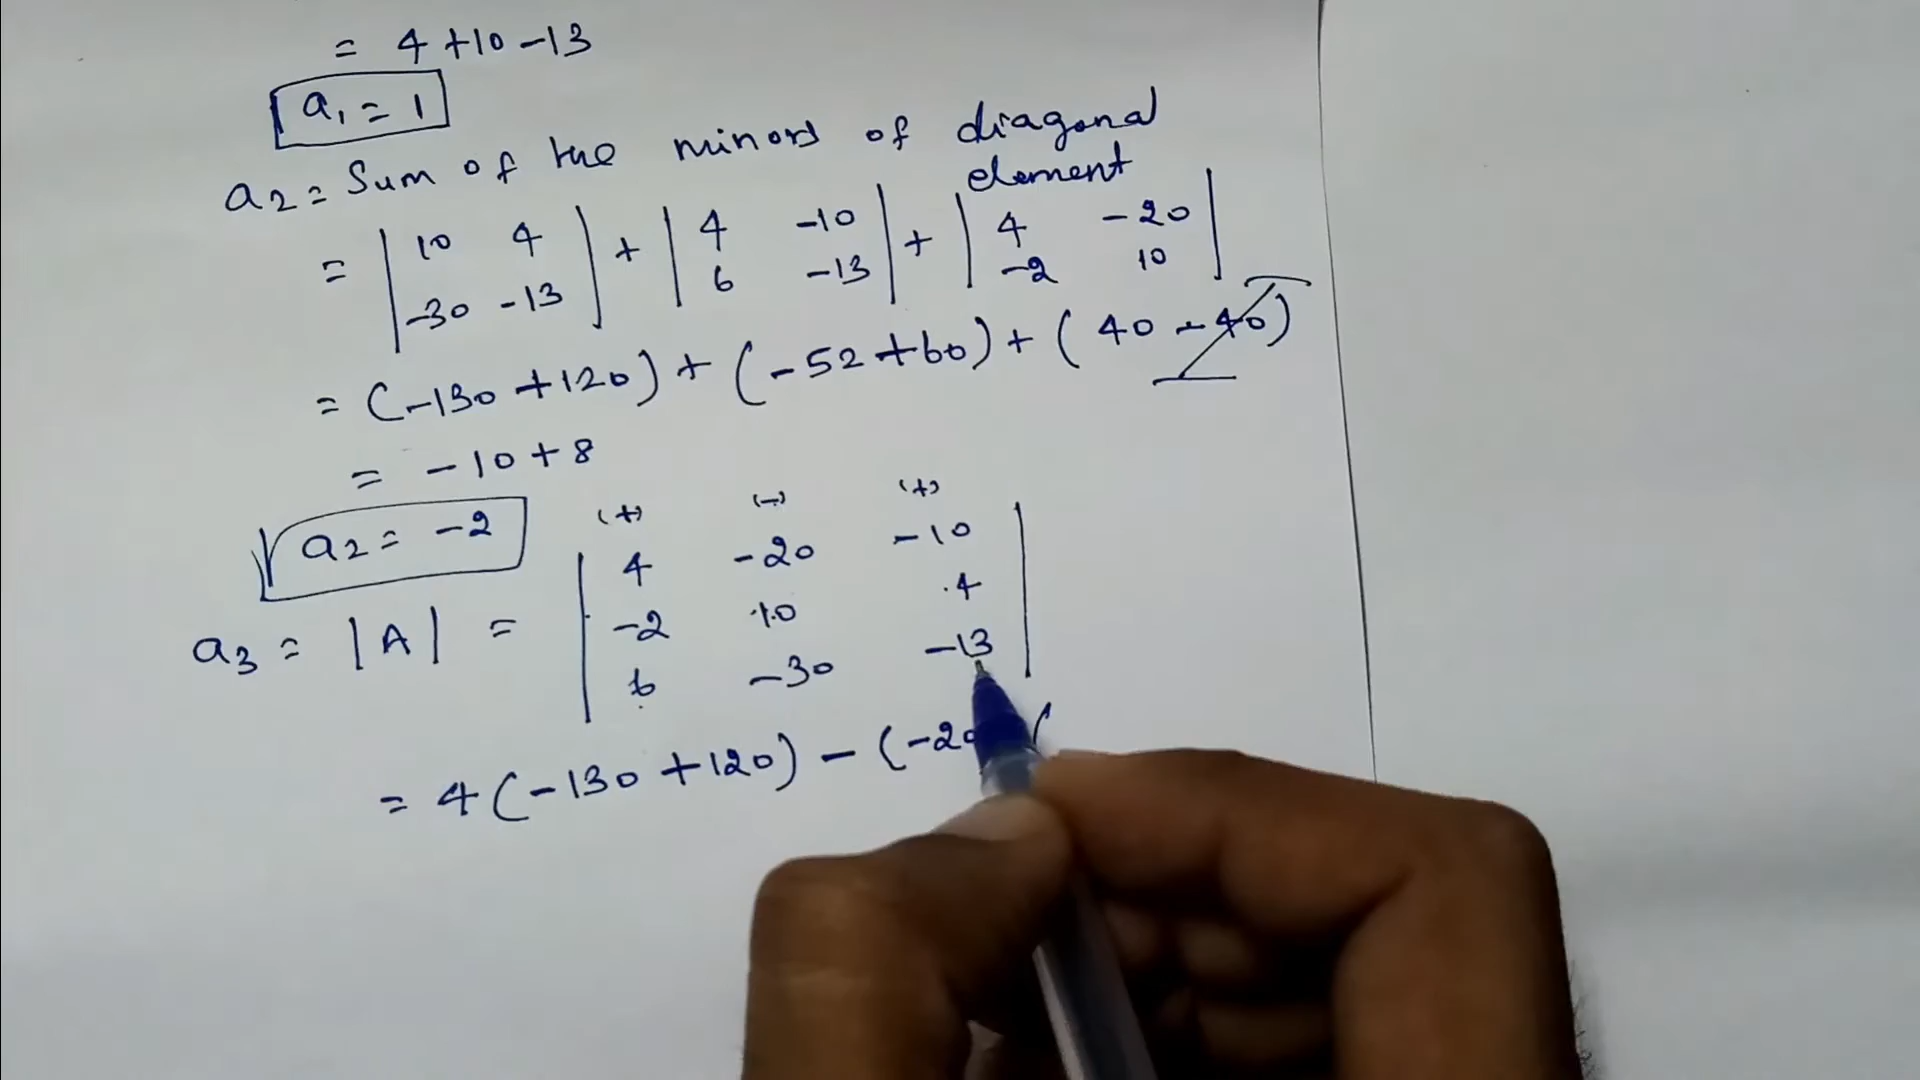 = 4 +10 -13
a₁ = 1
a₂ = Sum of the minors of diagonal
element
= | 10 4 | + | 4 -10 | + | 4 -20 |
| -30 -13 | | 6 -13 | | -2 10 |
= (-130 +120) + (-52 +60) + (40 - 40)
= -10 + 8
a₂ = -2
(+) (-) (+)
| 4 -20 -10 |
a₃ = |A| = | -2 10 4 |
| 6 -30 -13 |
= 4(-130 +120) - (-20 (